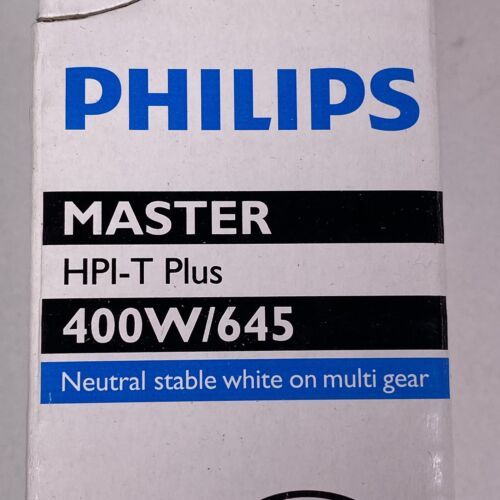 PHILIPS
MASTER
HPI-T Plus
400W/645
Neutral stable white on multi gear